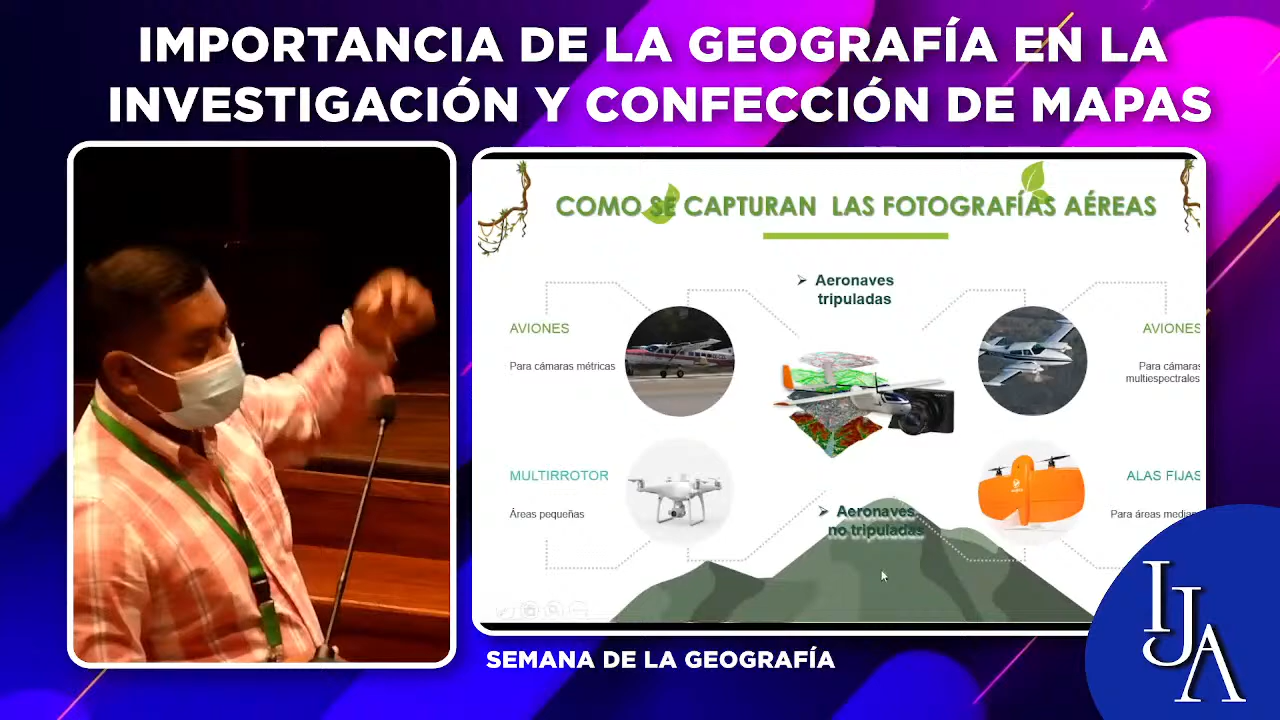 IMPORTANCIA DE LA GEOGRAFÍA EN LA
INVESTIGACIÓN Y CONFECCIÓN DE MAPAS
COMO SE CAPTURAN LAS FOTOGRAFÍAS AÉREAS
➢ Aeronaves
tripuladas
AVIONES
Para cámaras métricas
AVIONES
Para cámaras
multiespectrales
MULTIRROTOR
Áreas pequeñas
ALAS FIJAS
Para áreas
➢ Aeronaves
no tripuladas
SEMANA DE LA GEOGRAFÍA
IJA